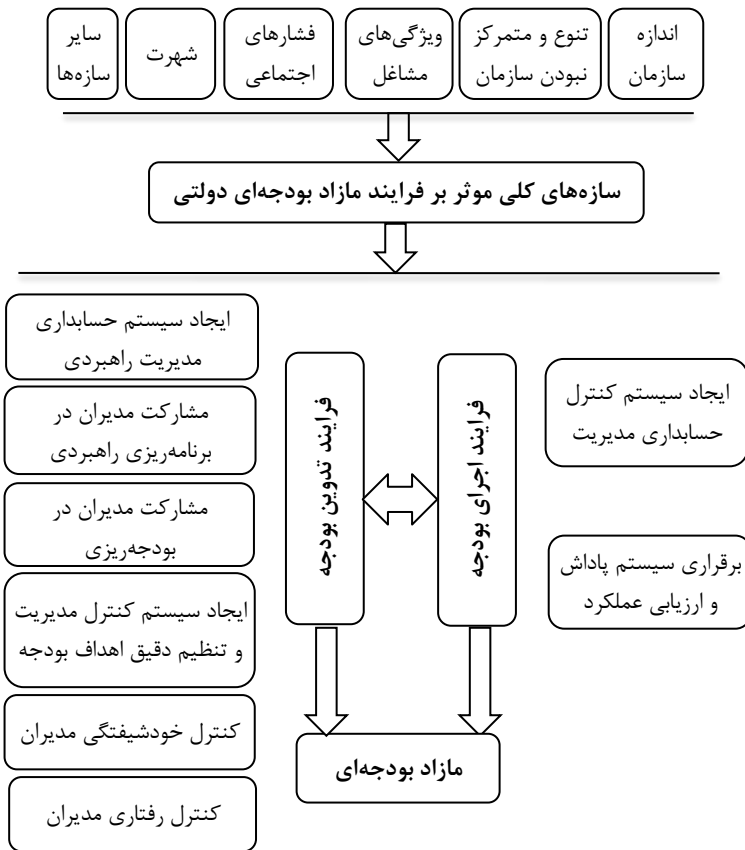 اندازه
سازمان
تنوع و متمرکز
نبودن سازمان
ویژگی‌های
مشاغل
فشارهای
اجتماعی
شهرت
سایر
سازه‌ها
سازه‌های کلی موثر بر فرایند مازاد بودجه‌ای دولتی
ایجاد سیستم کنترل
حسابداری مدیریت
برقراری سیستم پاداش
و ارزیابی عملکرد
فرایند اجرای بودجه
فرایند تدوین بودجه
ایجاد سیستم حسابداری
مدیریت راهبردی
مشارکت مدیران در
برنامه‌ریزی راهبردی
مشارکت مدیران در
بودجه‌ریزی
ایجاد سیستم کنترل مدیریت
و تنظیم دقیق اهداف بودجه
کنترل خودشیفتگی مدیران
کنترل رفتاری مدیران
مازاد بودجه‌ای